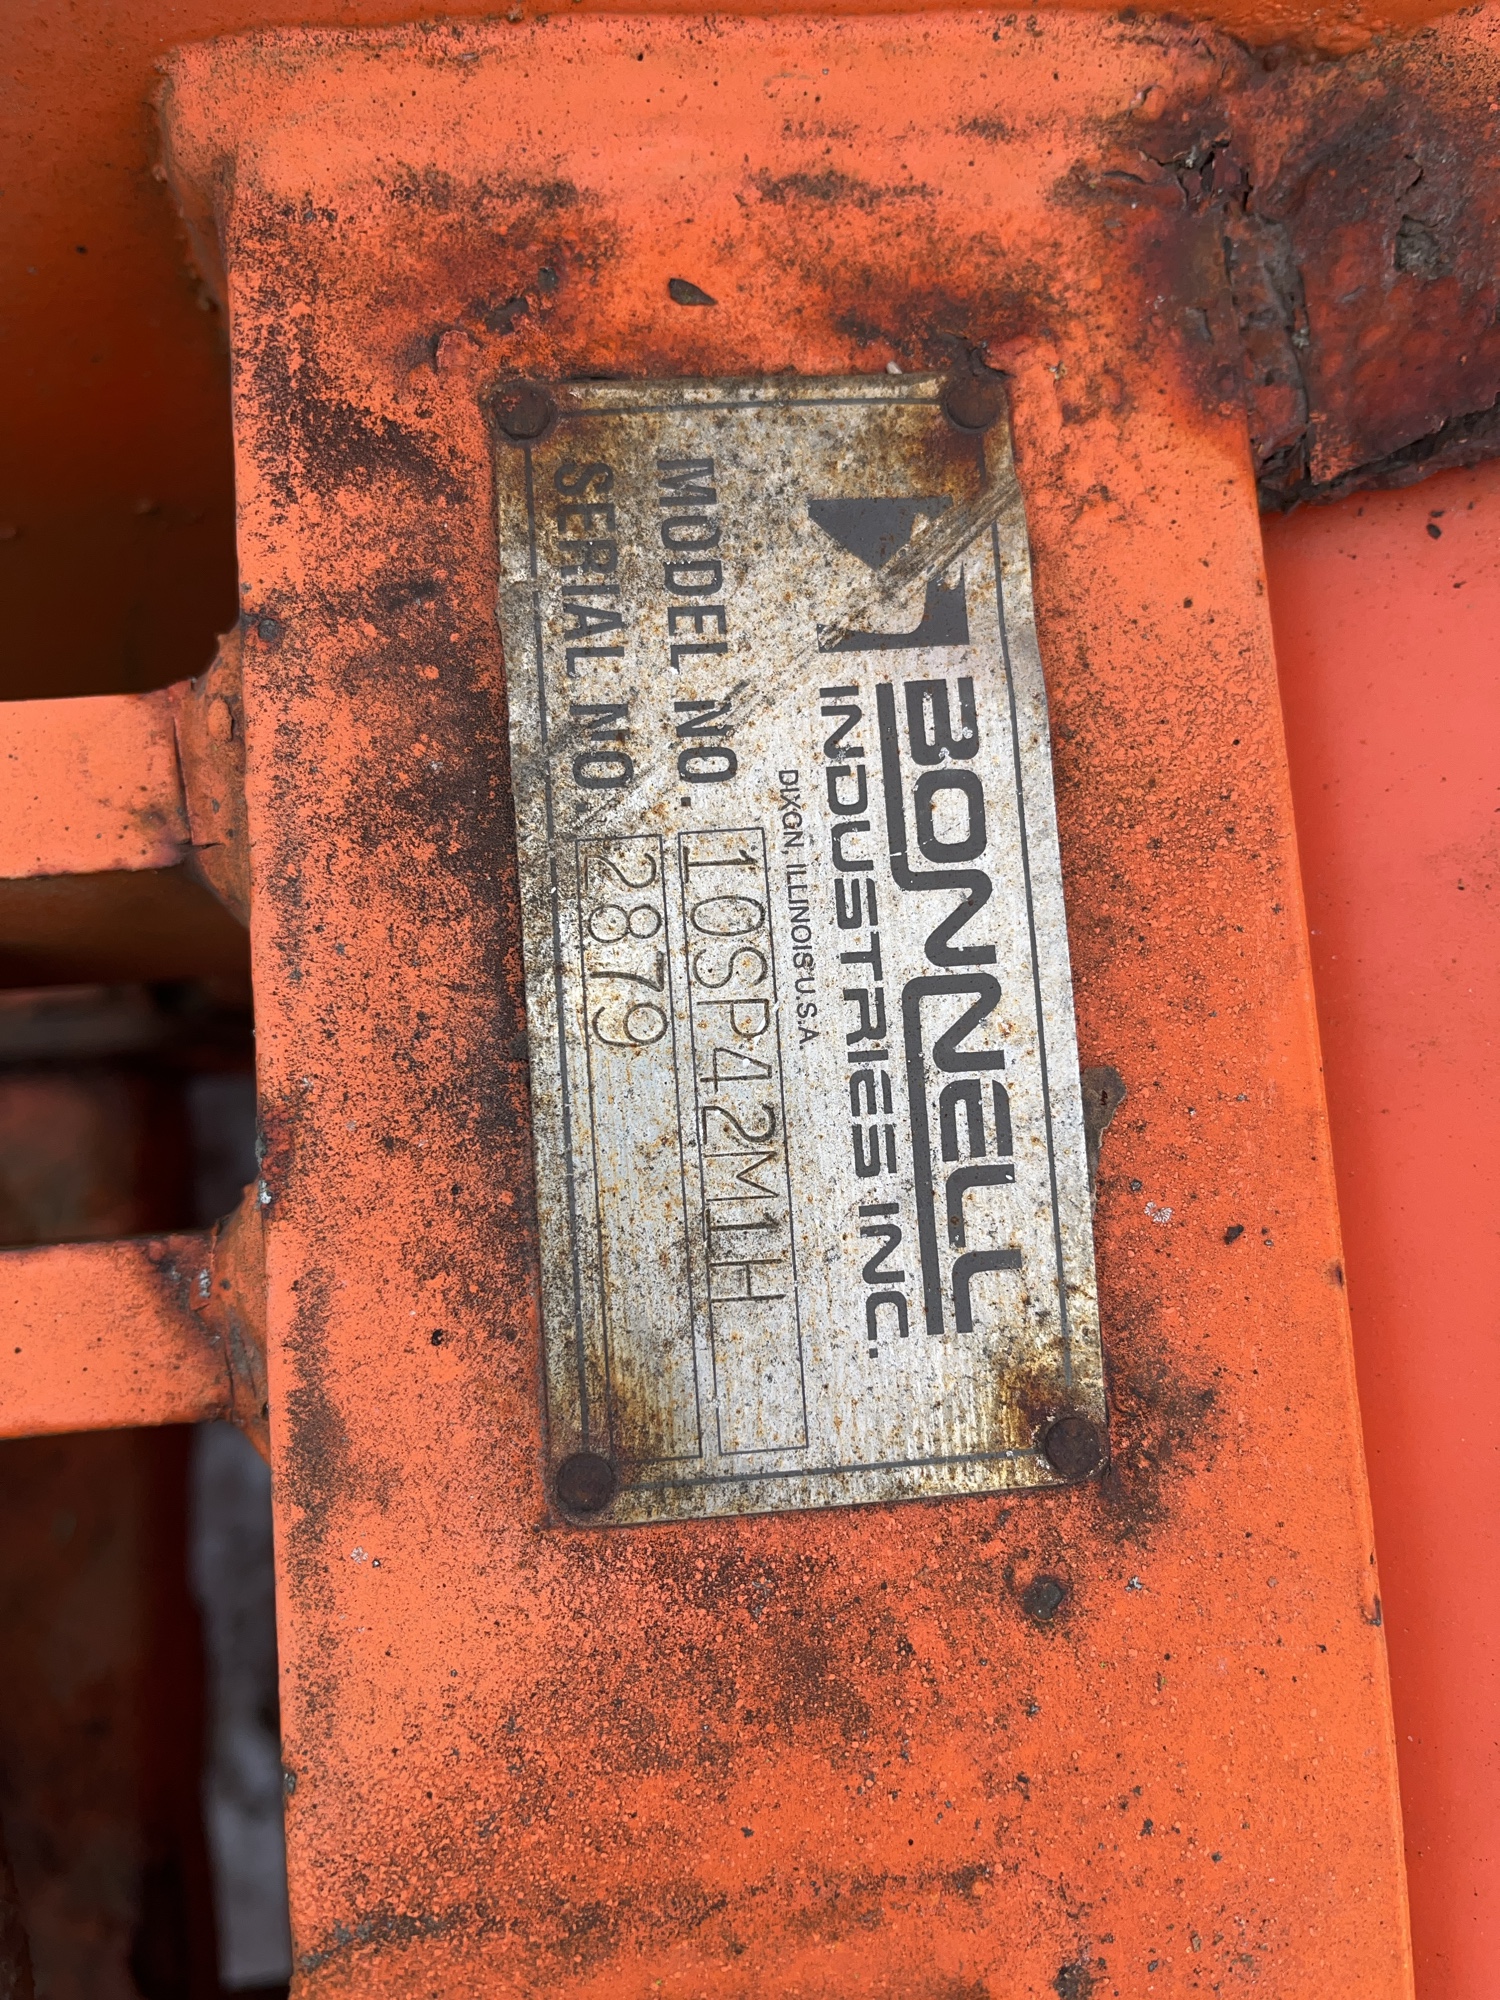 BONNELL
INDUSTRIES INC.
DIXON, ILLINOIS U.S.A.
MODEL NO. 10SP42M1H
SERIAL NO. 2879